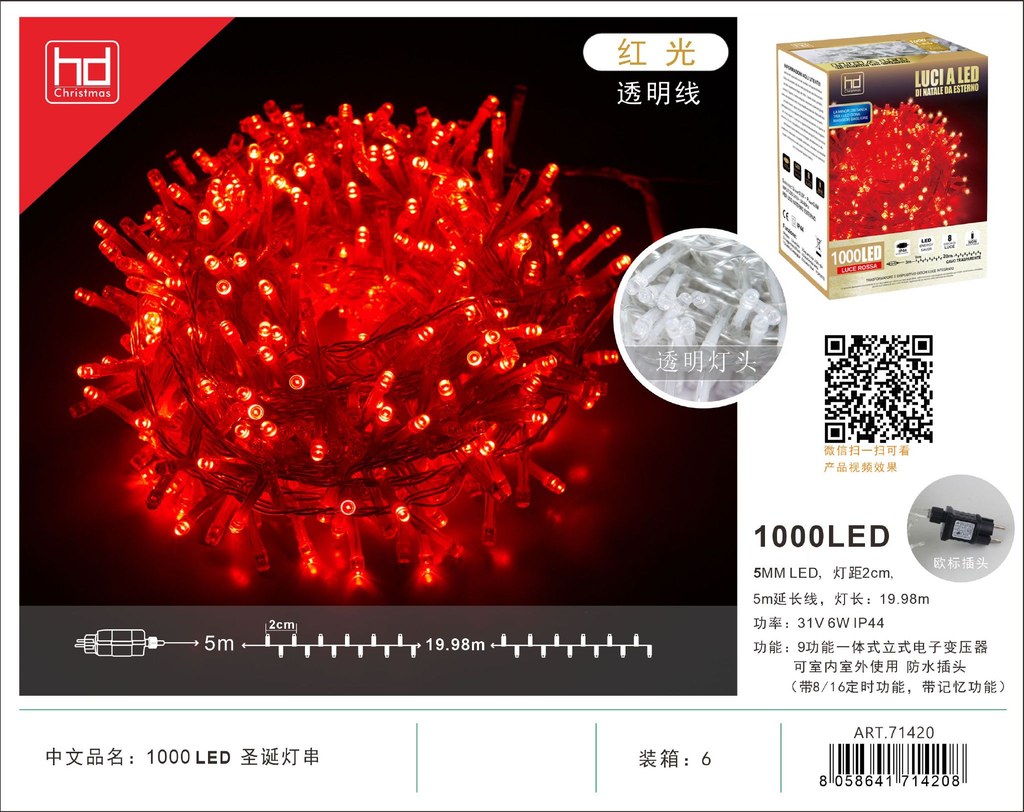 hd
Christmas
红光
透明线
透明灯头
hd
LUCI A LED
DI NATALE DA ESTERNO
1000LED
LUCE ROSSA
微信扫一扫可看
产品视频效果
欧标插头
1000LED
5MM LED，灯距2cm，
5m延长线，灯长：19.98m
功率：31V 6W IP44
功能：9功能一体式立式电子变压器
可室内室外使用 防水插头
（带8/16定时功能，带记忆功能）
2cm
5m
19.98m
中文品名：1000 LED 圣诞灯串
装箱：6
ART.71420
8 058641 714208